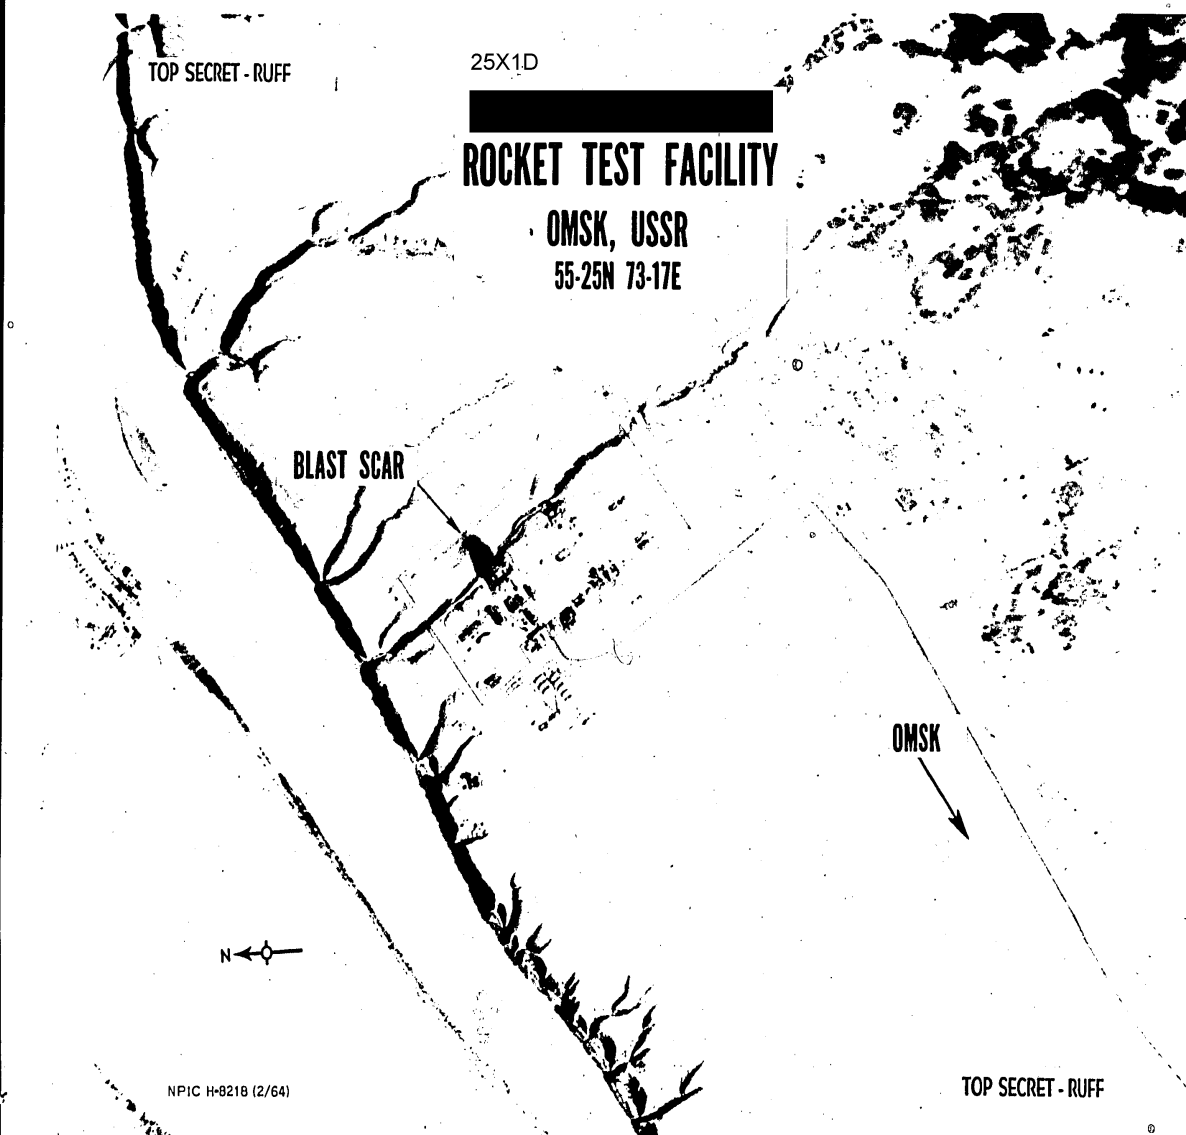 TOP SECRET - RUFF
25X1D
ROCKET TEST FACILITY
OMSK, USSR
55-25N 73-17E
BLAST SCAR
OMSK
N
NPIC H-8218 (2/64)
TOP SECRET - RUFF